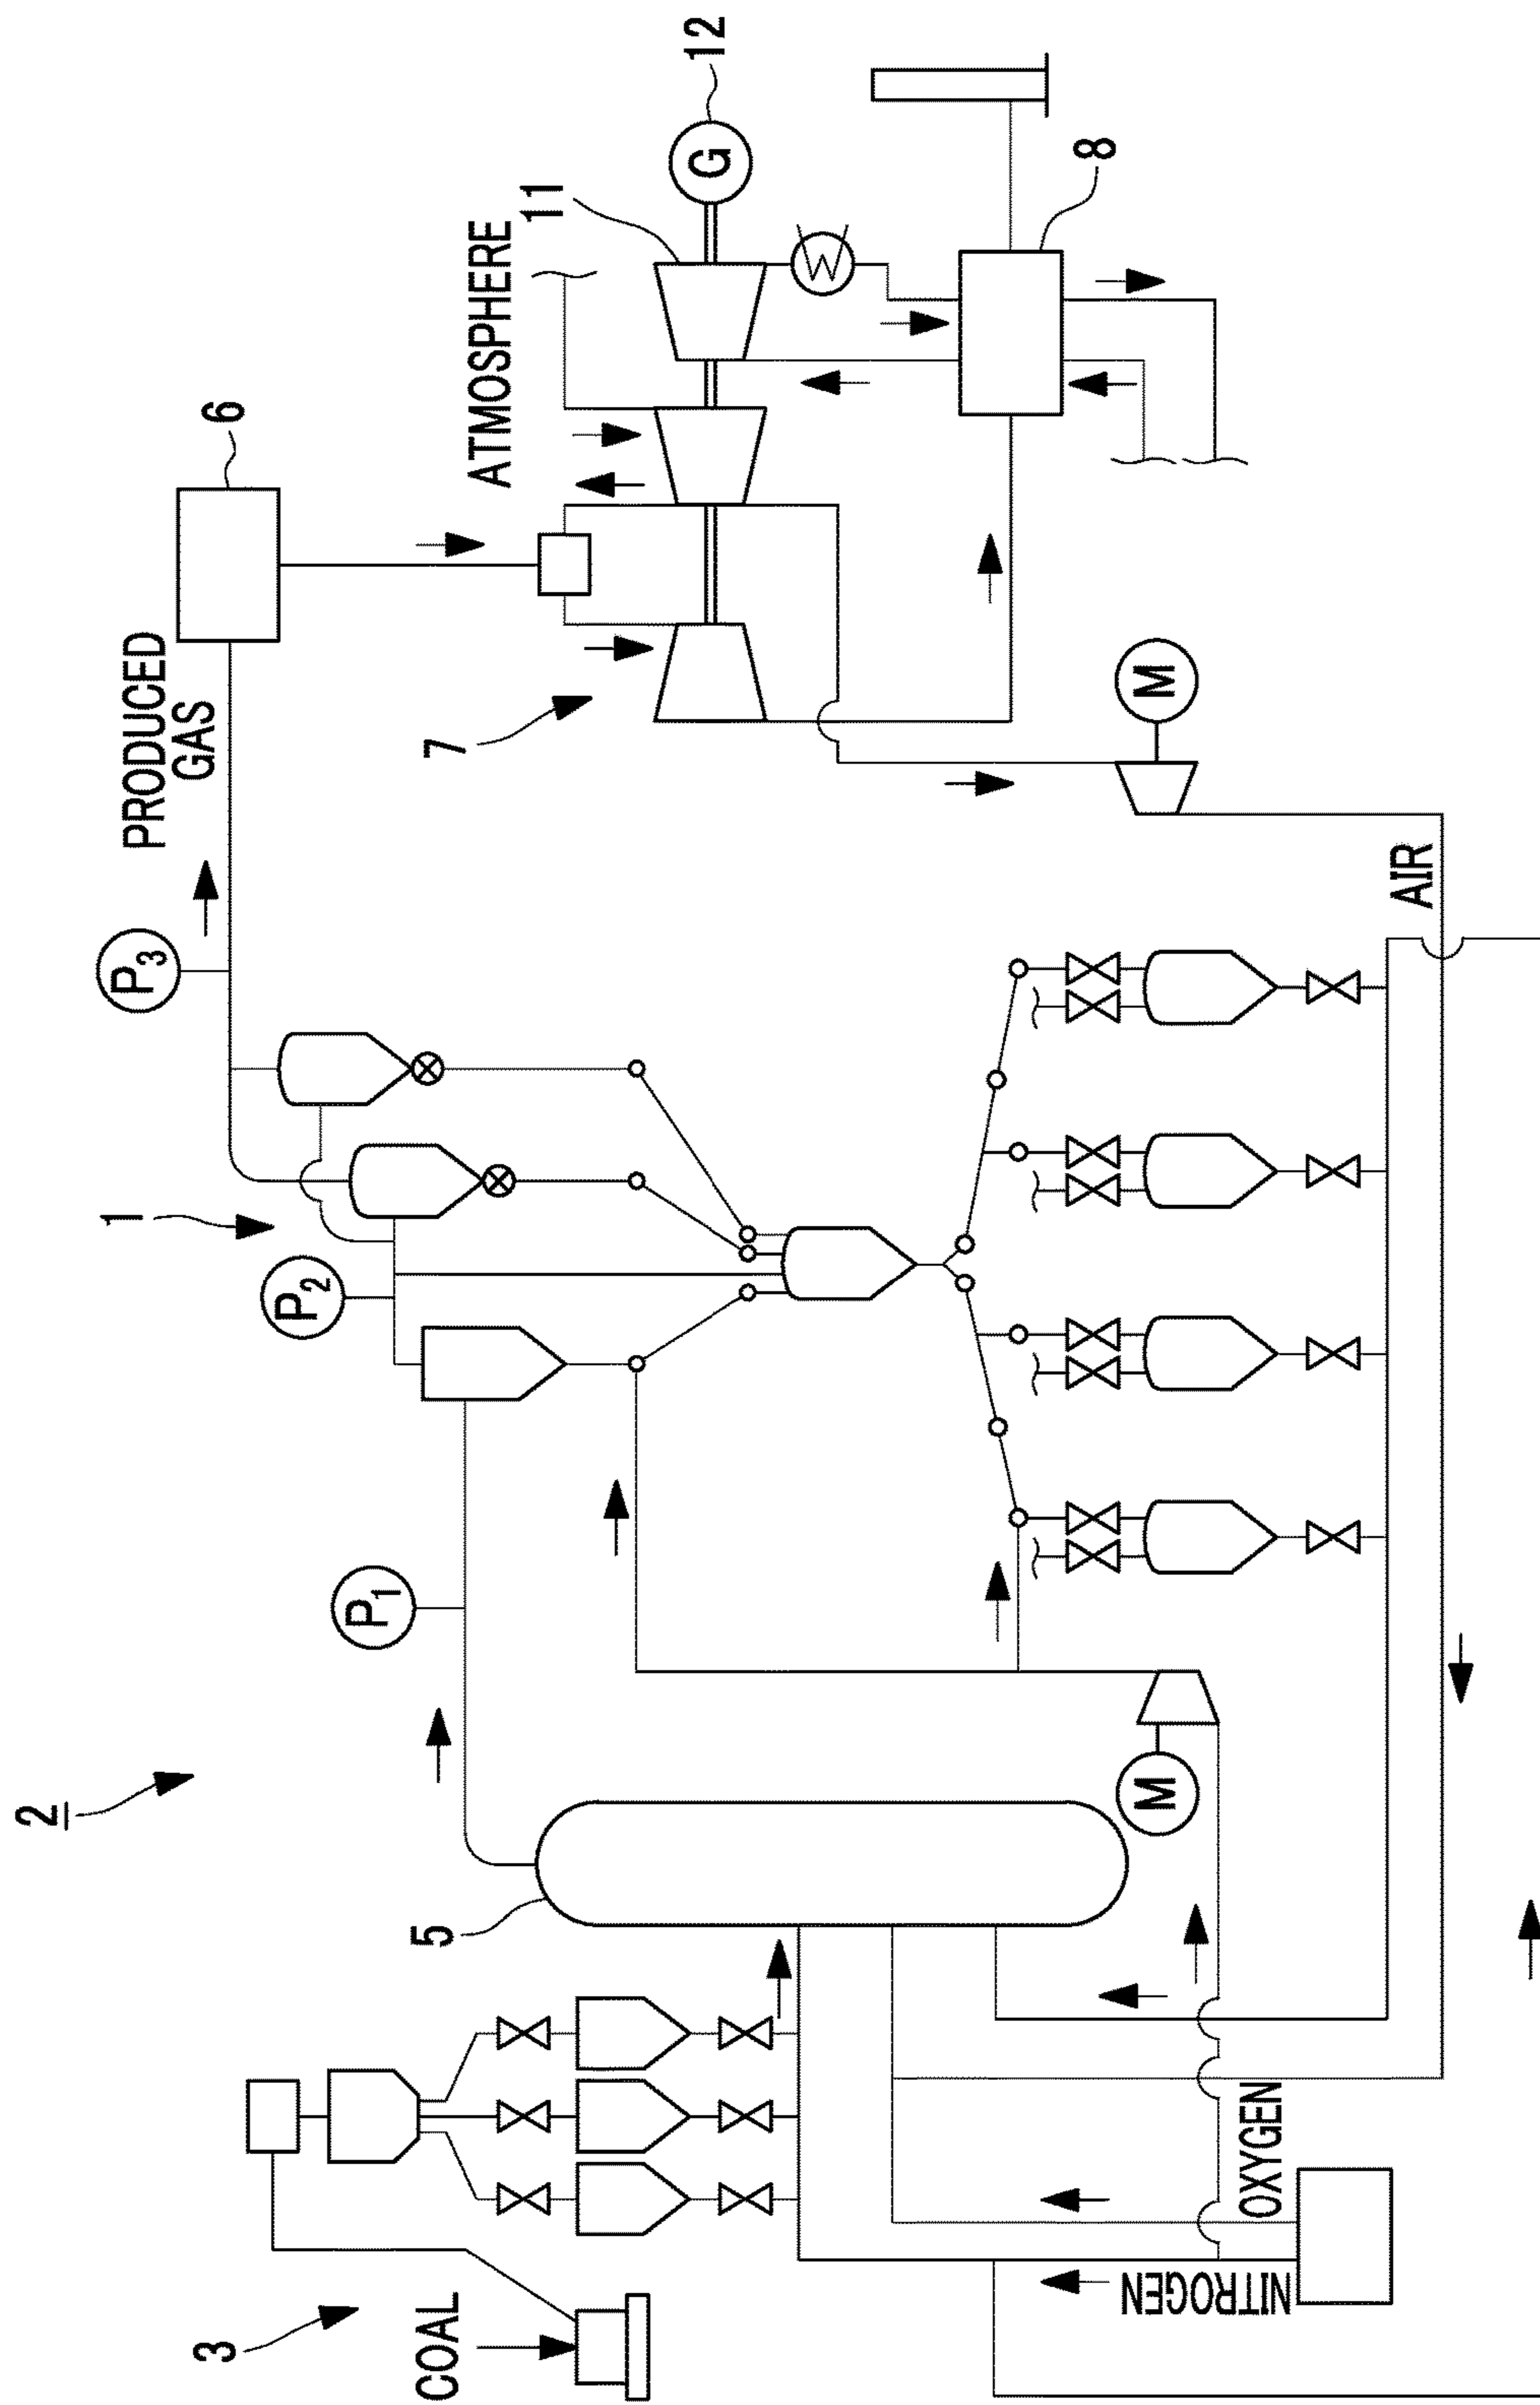 2
1
P3
PRODUCED
GAS
6
3
P2
P1
COAL
5
7
ATMOSPHERE
11
12
G
8
M
M
NITROGEN
OXYGEN
AIR